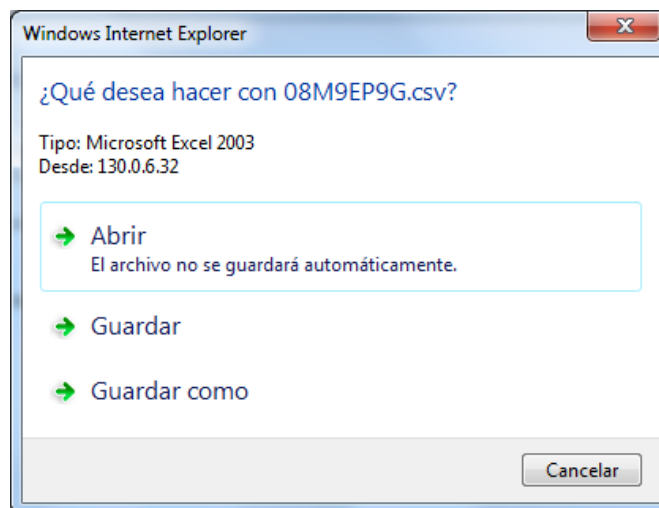 Windows Internet Explorer
¿Qué desea hacer con 08M9EP9G.csv?
Tipo: Microsoft Excel 2003
Desde: 130.0.6.32
Abrir
El archivo no se guardará automáticamente.
Guardar
Guardar como
Cancelar